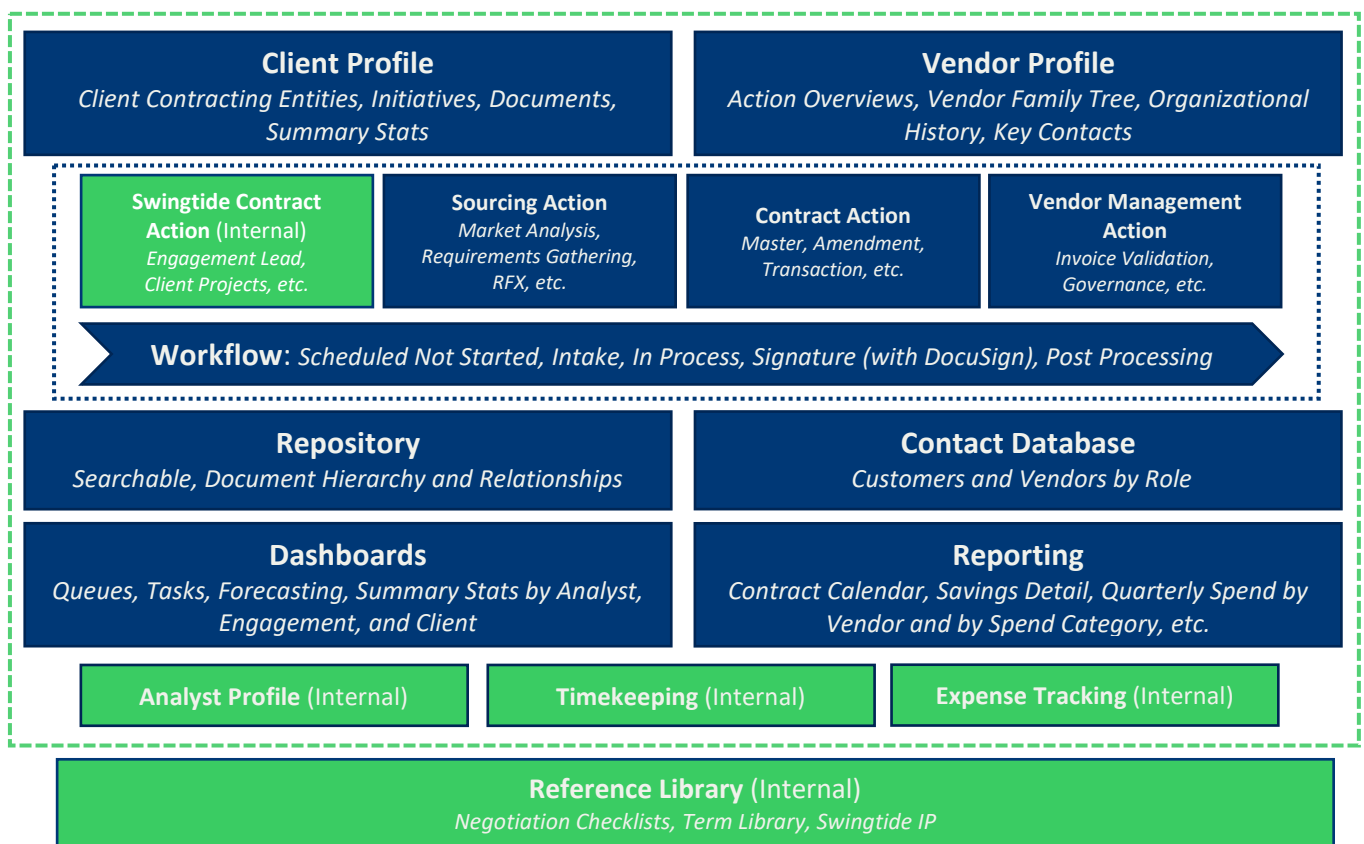 Client Profile
Client Contracting Entities, Initiatives, Documents,
Summary Stats
Vendor Profile
Action Overviews, Vendor Family Tree, Organizational
History, Key Contacts
Swingtide Contract
Action (Internal)
Engagement Lead,
Client Projects, etc.
Sourcing Action
Market Analysis,
Requirements Gathering,
RFX, etc.
Contract Action
Master, Amendment,
Transaction, etc.
Vendor Management
Action
Invoice Validation,
Governance, etc.
Workflow: Scheduled Not Started, Intake, In Process, Signature (with DocuSign), Post Processing
Repository
Searchable, Document Hierarchy and Relationships
Contact Database
Customers and Vendors by Role
Dashboards
Queues, Tasks, Forecasting, Summary Stats by Analyst,
Engagement, and Client
Reporting
Contract Calendar, Savings Detail, Quarterly Spend by
Vendor and by Spend Category, etc.
Analyst Profile (Internal)
Timekeeping (Internal)
Expense Tracking (Internal)
Reference Library (Internal)
Negotiation Checklists, Term Library, Swingtide IP